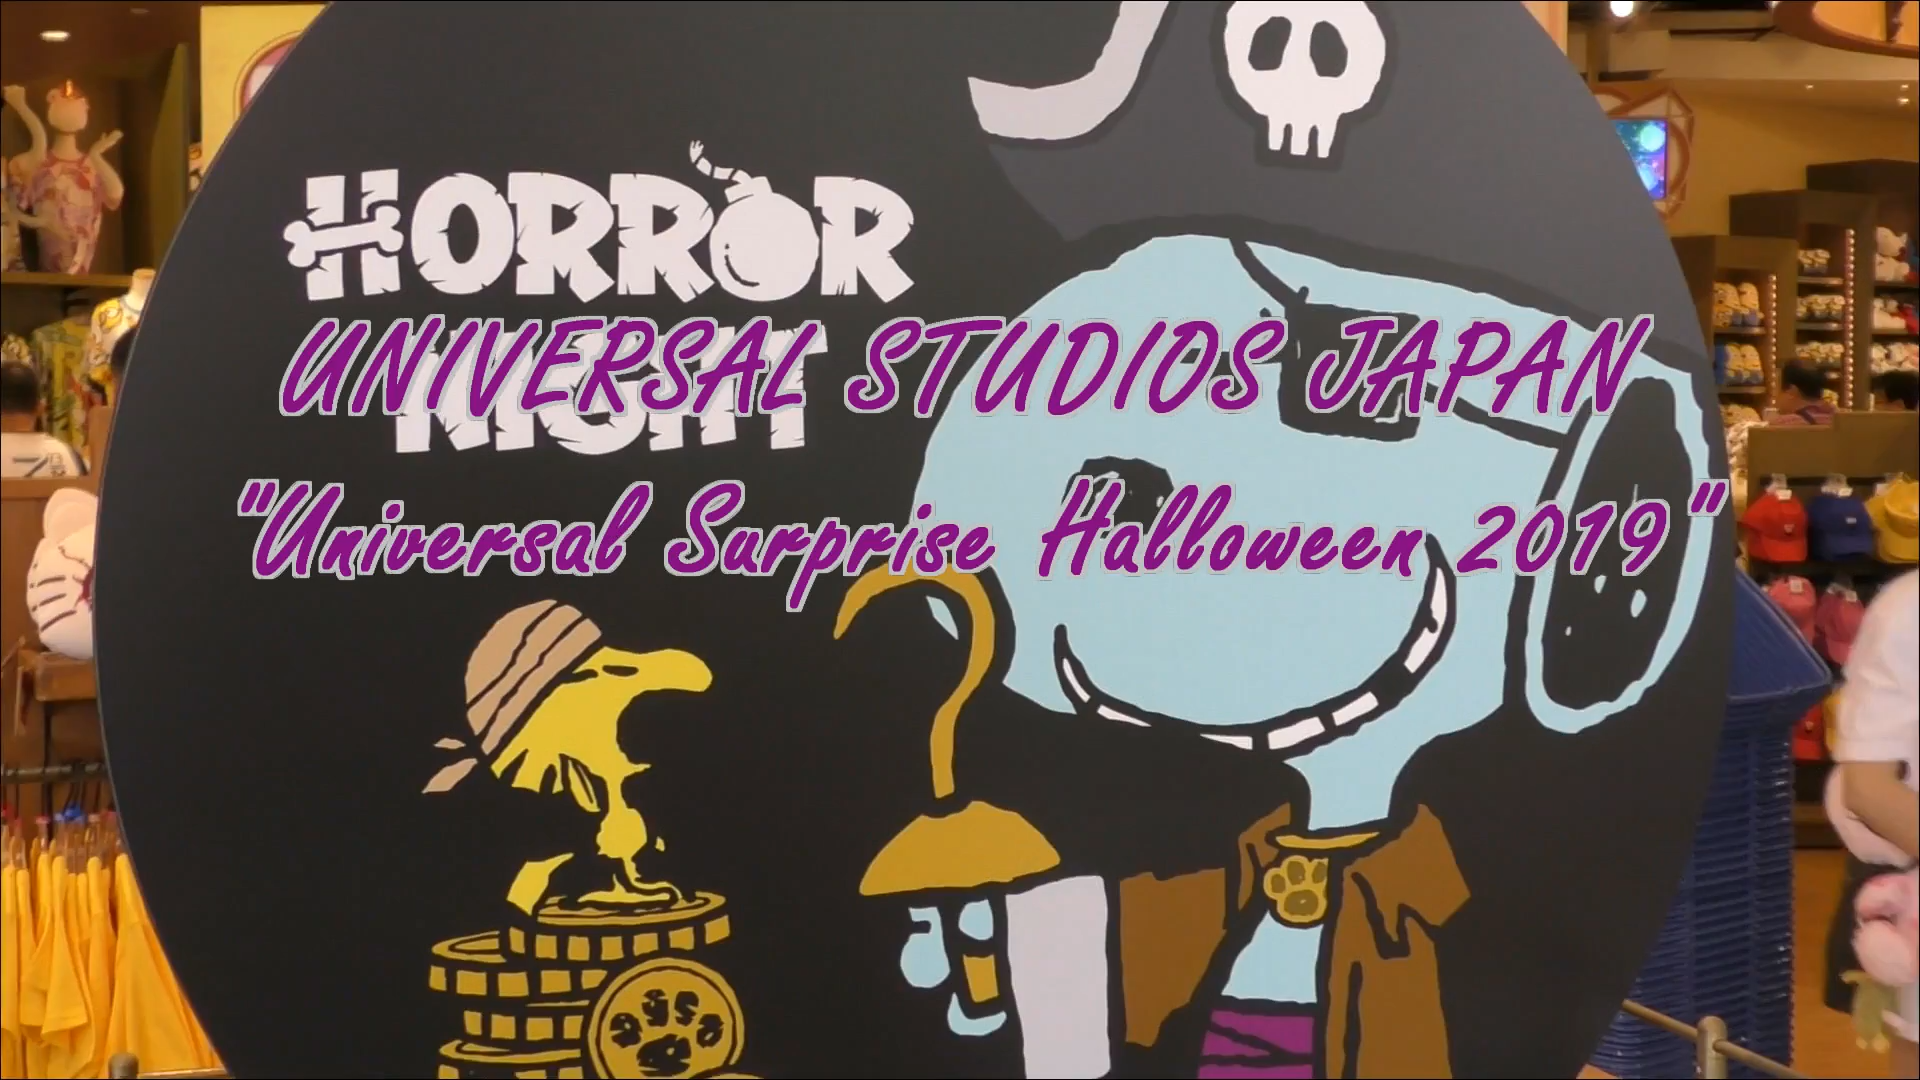 HORROR
NIGHT
UNIVERSAL STUDIOS JAPAN
"Universal Surprise Halloween 2019"